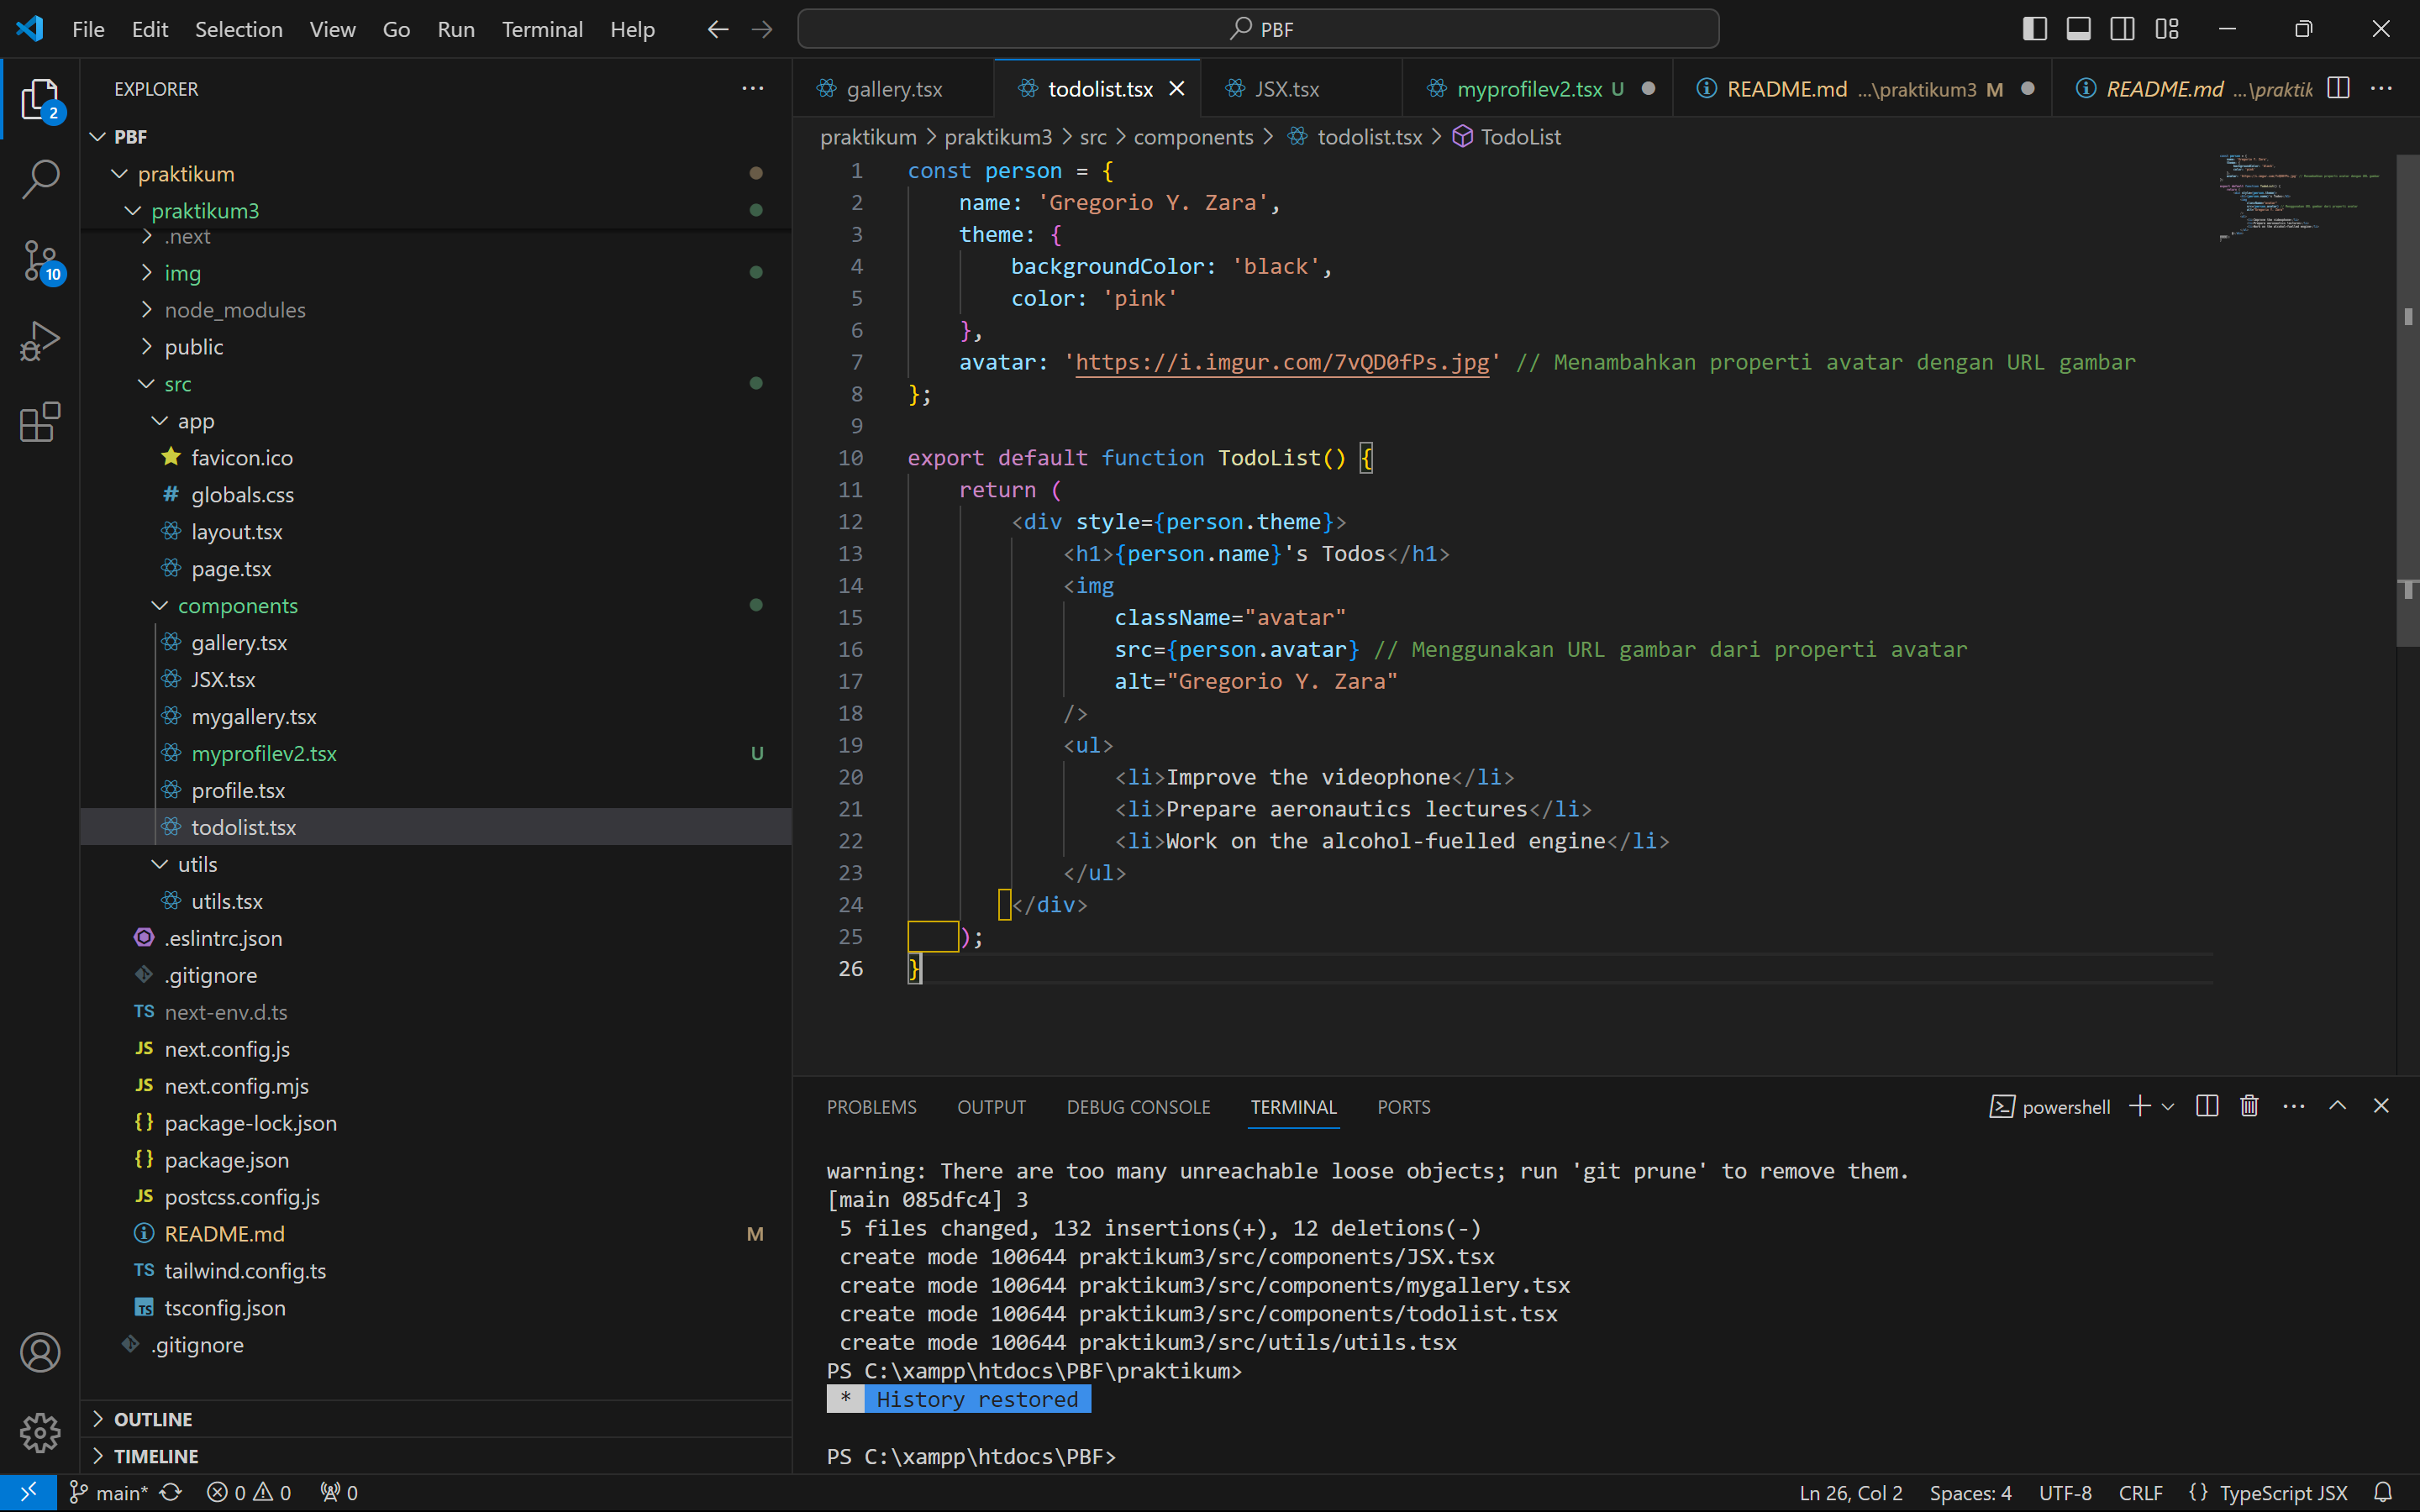 File Edit Selection View Go Run Terminal Help PBF
EXPLORER
2
10
PBF
praktikum
praktikum3
.next
img
node_modules
public
src
app
favicon.ico
# globals.css
layout.tsx
page.tsx
components
gallery.tsx
JSX.tsx
mygallery.tsx
myprofilev2.tsx U
profile.tsx
todolist.tsx
utils
utils.tsx
.eslintrc.json
.gitignore
TS next-env.d.ts
JS next.config.js
JS next.config.mjs
{} package-lock.json
{} package.json
JS postcss.config.js
README.md M
TS tailwind.config.ts
TS tsconfig.json
.gitignore
OUTLINE
TIMELINE
gallery.tsx todolist.tsx JSX.tsx myprofilev2.tsx U README.md ...\praktikum3 M README.md ...\praktik
praktikum > praktikum3 > src > components > todolist.tsx > TodoList
1 const person = {
2 name: 'Gregorio Y. Zara',
3 theme: {
4 backgroundColor: 'black',
5 color: 'pink'
6 },
7 avatar: 'https://i.imgur.com/7vQD0fPs.jpg' // Menambahkan properti avatar dengan URL gambar
8 };
9
10 export default function TodoList() {
11 return (
12 <div style={person.theme}>
13 <h1>{person.name}'s Todos</h1>
14 <img
15 className="avatar"
16 src={person.avatar} // Menggunakan URL gambar dari properti avatar
17 alt="Gregorio Y. Zara"
18 />
19 <ul>
20 <li>Improve the videophone</li>
21 <li>Prepare aeronautics lectures</li>
22 <li>Work on the alcohol-fuelled engine</li>
23 </ul>
24 </div>
25 );
26 }
PROBLEMS OUTPUT DEBUG CONSOLE TERMINAL PORTS powershell
warning: There are too many unreachable loose objects; run 'git prune' to remove them.
[main 085dfc4] 3
5 files changed, 132 insertions(+), 12 deletions(-)
create mode 100644 praktikum3/src/components/JSX.tsx
create mode 100644 praktikum3/src/components/mygallery.tsx
create mode 100644 praktikum3/src/components/todolist.tsx
create mode 100644 praktikum3/src/utils/utils.tsx
PS C:\xampp\htdocs\PBF\praktikum>
* History restored
PS C:\xampp\htdocs\PBF>
main* 0 0 0 Ln 26, Col 2 Spaces: 4 UTF-8 CRLF {} TypeScript JSX